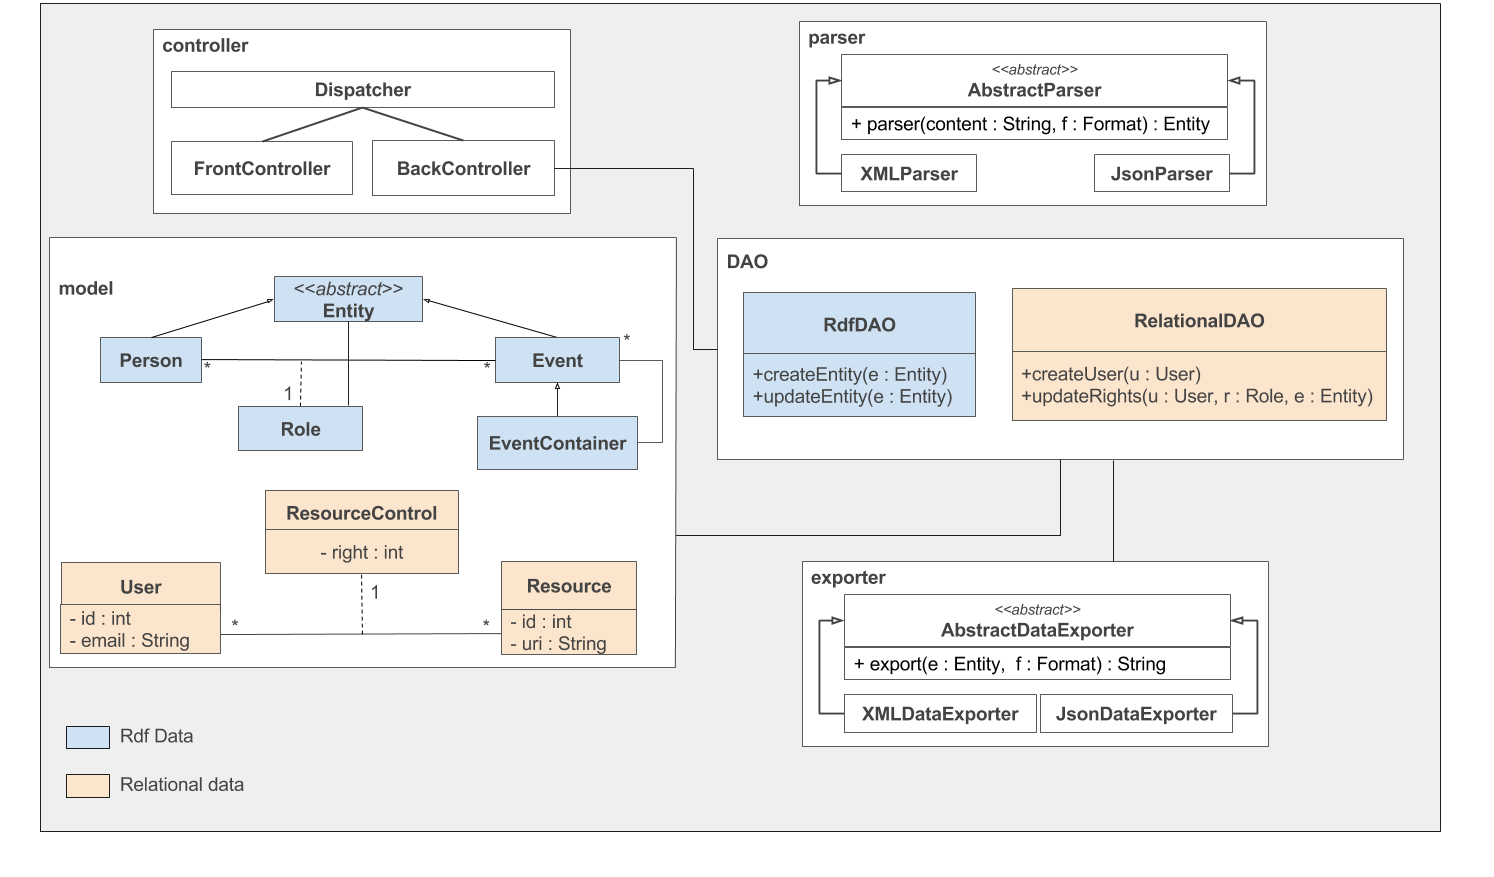 controller
Dispatcher
FrontController
BackController
parser
<<abstract>>
AbstractParser
+ parser(content : String, f : Format) : Entity
XMLParser
JsonParser
model
<<abstract>>
Entity
Person
*
*
Event
*
1
Role
EventContainer
ResourceControl
- right : int
1
User
- id : int
- email : String
*
*
Resource
- id : int
- uri : String
DAO
RdfDAO
+createEntity(e : Entity)
+updateEntity(e : Entity)
RelationalDAO
+createUser(u : User)
+updateRights(u : User, r : Role, e : Entity)
exporter
<<abstract>>
AbstractDataExporter
+ export(e : Entity,  f : Format) : String
XMLDataExporter
JsonDataExporter
Rdf Data
Relational data